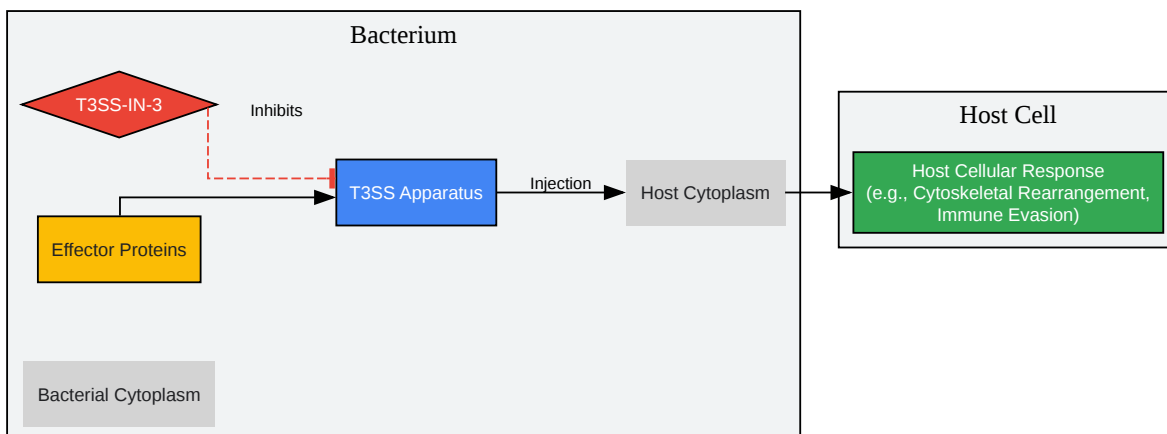 Bacterium
T3SS-IN-3
Inhibits
Host Cell
T3SS Apparatus
Injection
Host Cytoplasm
Host Cellular Response
(e.g., Cytoskeletal Rearrangement,
Immune Evasion)
Effector Proteins
Bacterial Cytoplasm